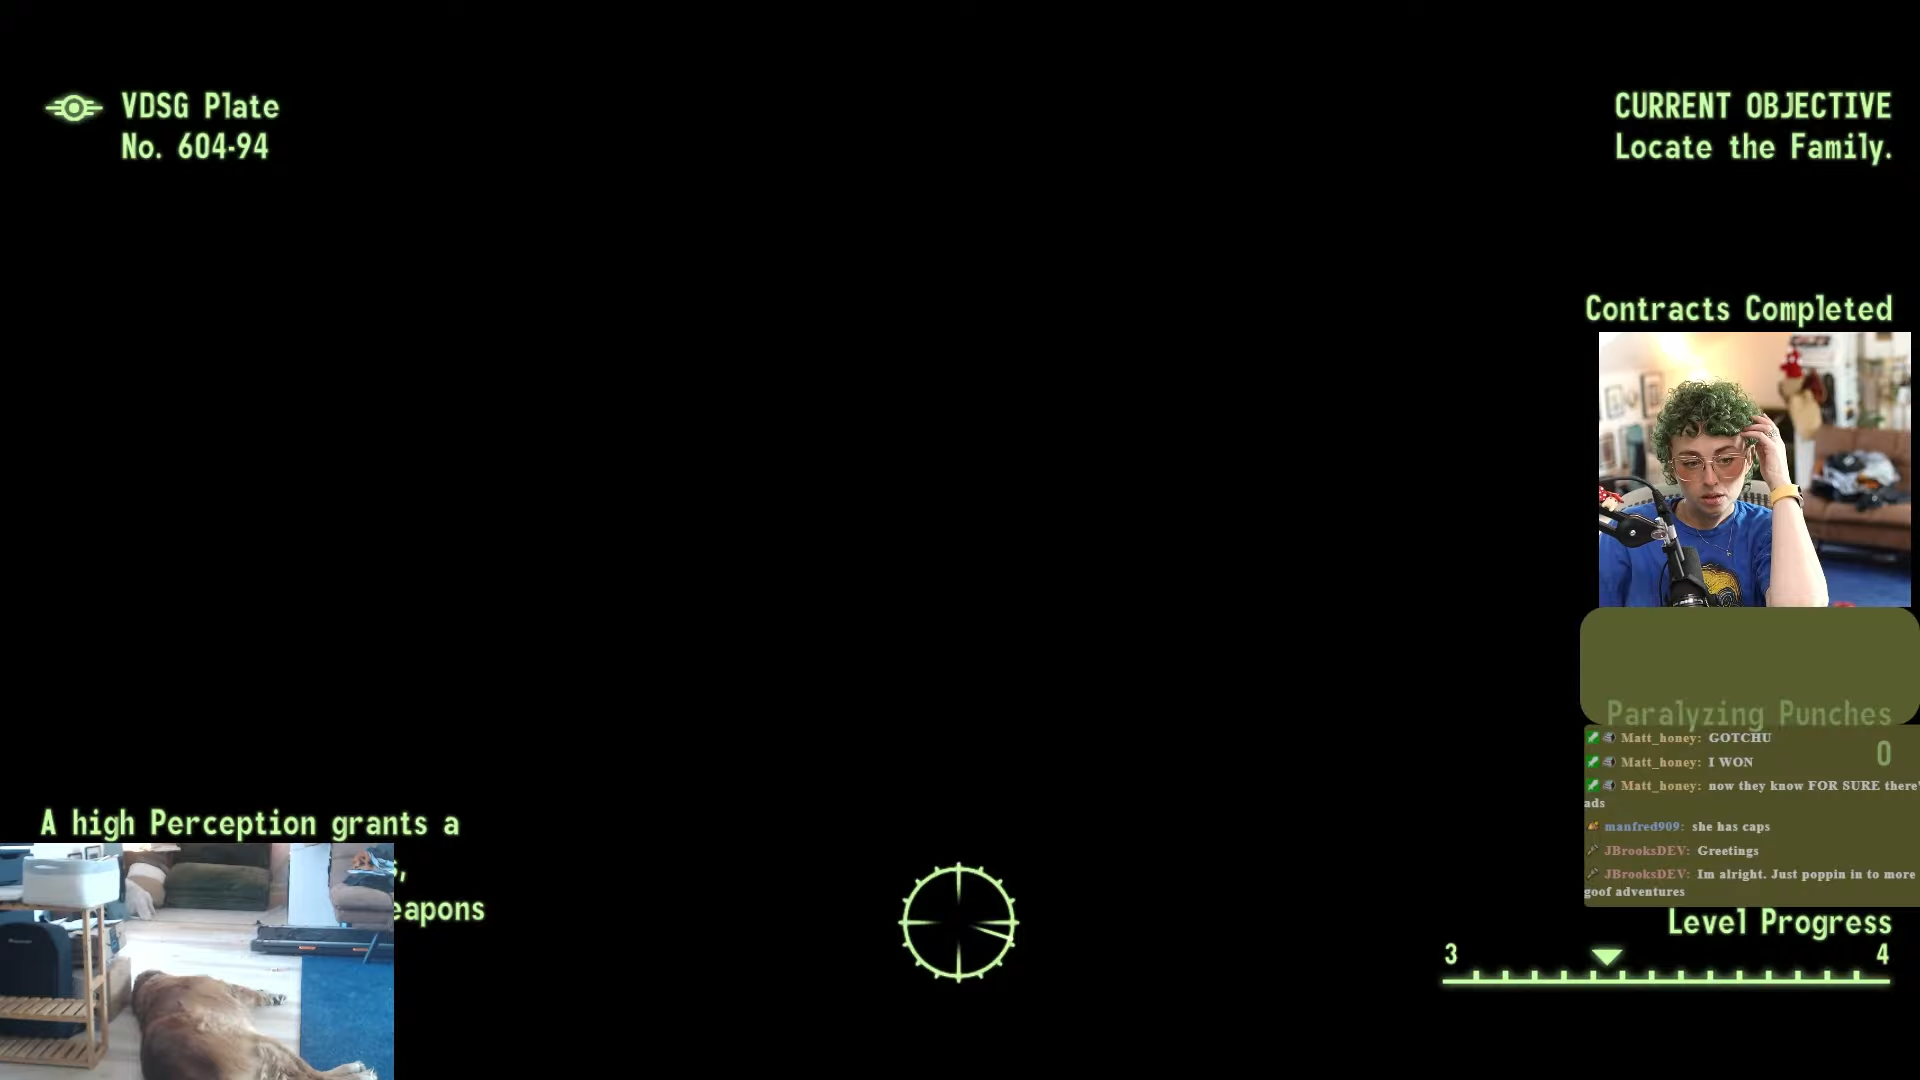 VDSG Plate
No. 604-94
CURRENT OBJECTIVE
Locate the Family.
Contracts Completed
Paralyzing Punches
0
Matt_honey: GOTCHU
Matt_honey: I WON
Matt_honey: now they know FOR SURE there'
ads
manfred909: she has caps
JBrooksDEV: Greetings
JBrooksDEV: Im alright. Just poppin in to more
goof adventures
A high Perception grants a
eapons
Level Progress
3
4